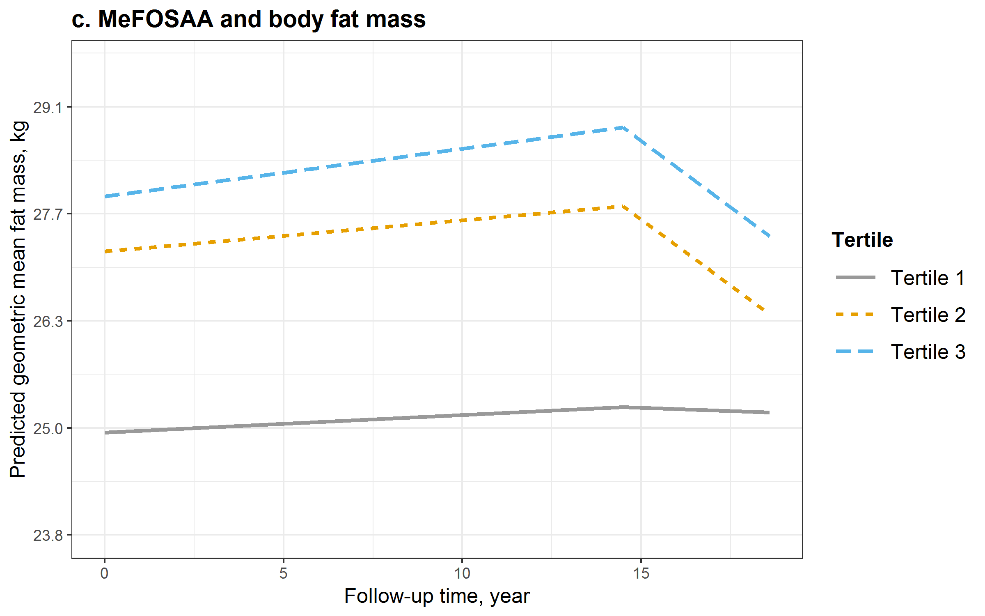 c. MeFOSAA and body fat mass
Predicted geometric mean fat mass, kg
29.1
27.7
26.3
25.0
23.8
0
5
10
15
Follow-up time, year
Tertile
Tertile 1
Tertile 2
Tertile 3